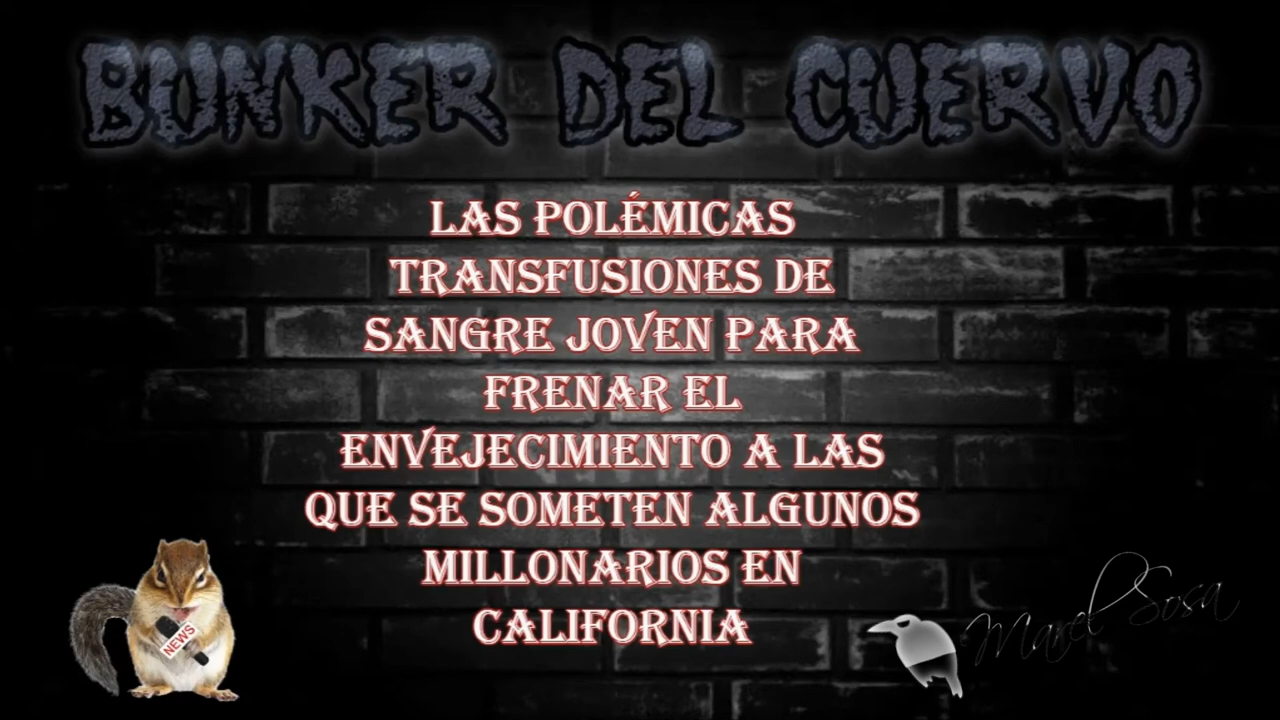 BUNKER DEL CUERVO
LAS POLÉMICAS
TRANSFUSIONES DE
SANGRE JOVEN PARA
FRENAR EL
ENVEJECIMIENTO A LAS
QUE SE SOMETEN ALGUNOS
MILLONARIOS EN
CALIFORNIA
NEWS
Marel Sosa